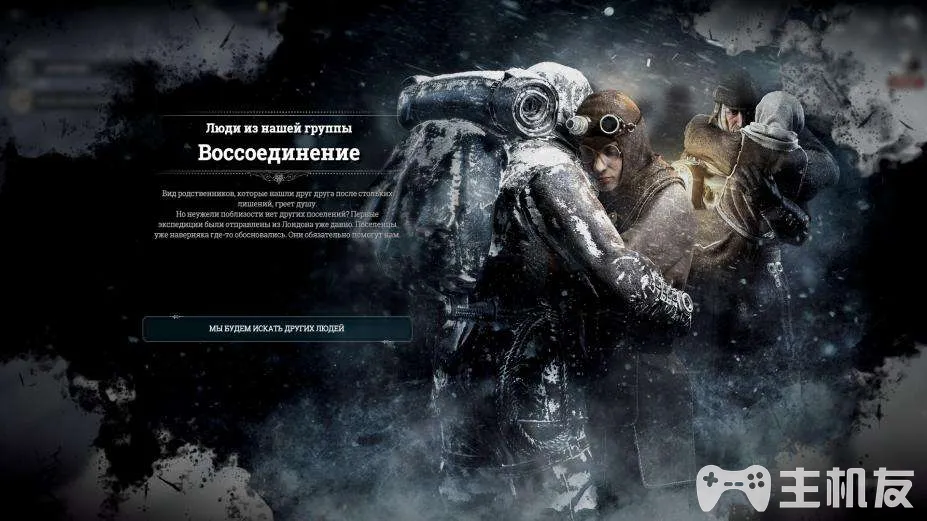 Люди из нашей группы
Воссоединение
Вид родственников, которые нашли друг друга после стольких
лишений, греет душу.
Но неужели поблизости нет других поселений? Первые
экспедиции были отправлены из Лондона уже давно. Поселенцы
уже наверняка где-то обосновались. Они обязательно помогут нам.
МЫ БУДЕМ ИСКАТЬ ДРУГИХ ЛЮДЕЙ
主机友